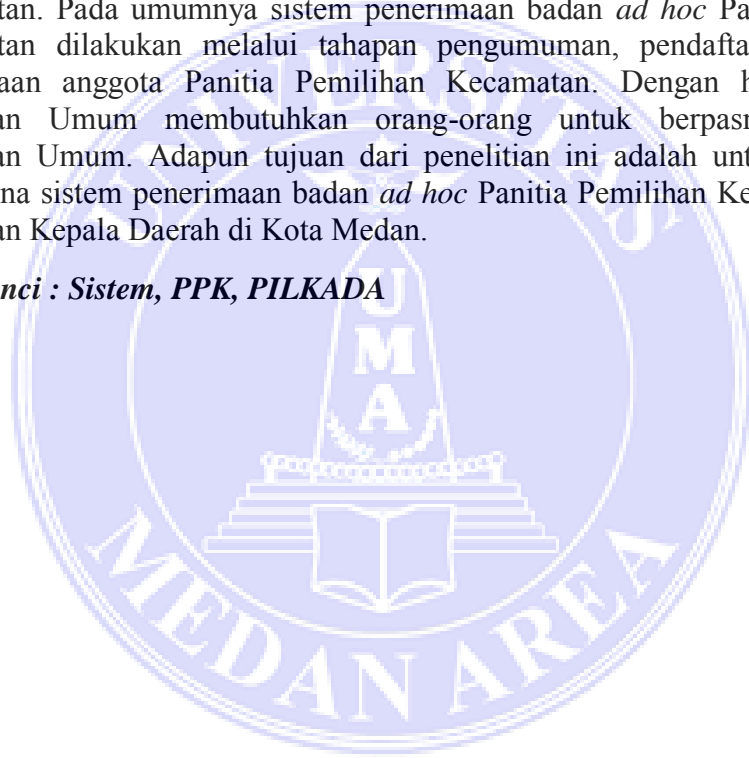 tan. Pada umumnya sistem penerimaan badan ad hoc Pa
tan dilakukan melalui tahapan pengumuman, pendafta
aan anggota Panitia Pemilihan Kecamatan. Dengan h
an Umum membutuhkan orang-orang untuk berpasr
an Umum. Adapun tujuan dari penelitian ini adalah unt
na sistem penerimaan badan ad hoc Panitia Pemilihan Ke
an Kepala Daerah di Kota Medan.
nci : Sistem, PPK, PILKADA
UNIVERSITAS
U
M
A
MEDAN AREA